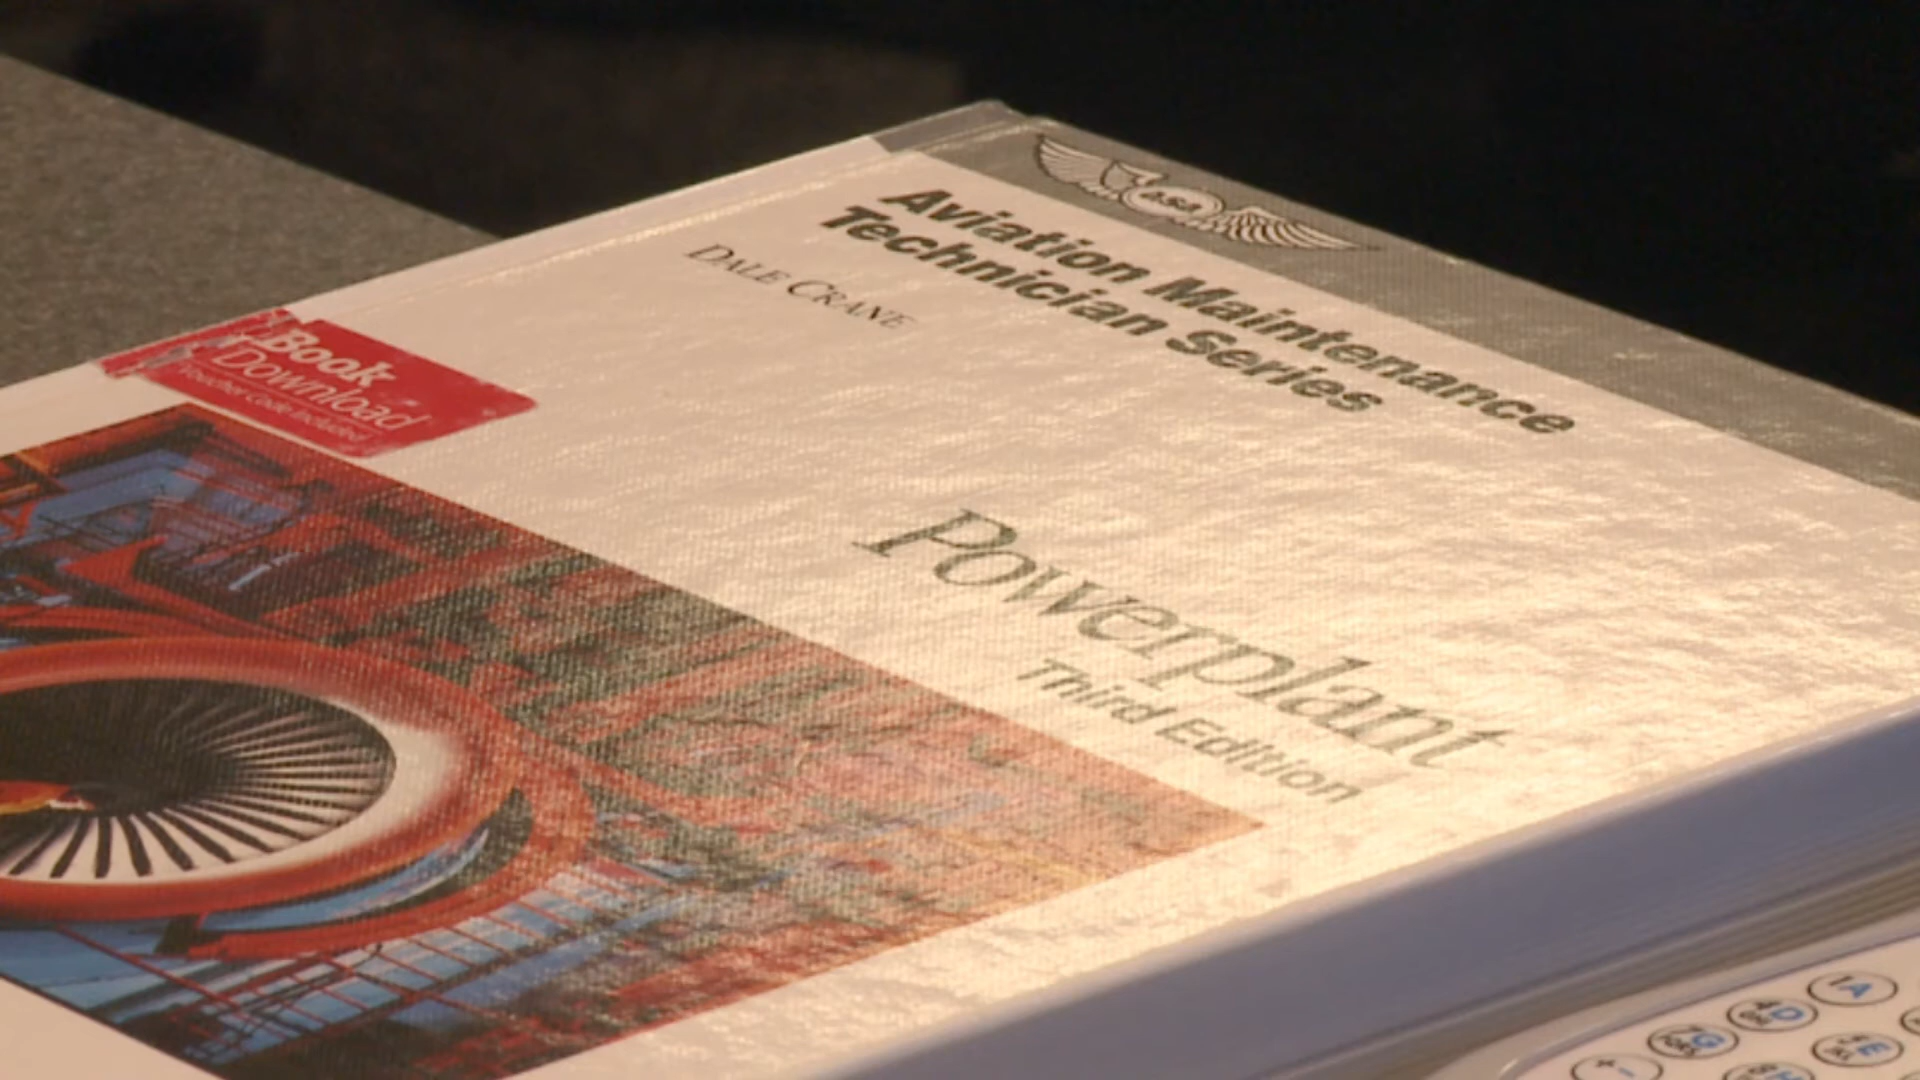 asa
Aviation Maintenance
Technician Series
DALE CRANE
eBook
Download
Voucher Code Included
Powerplant
Third Edition
A
D
G
E
H